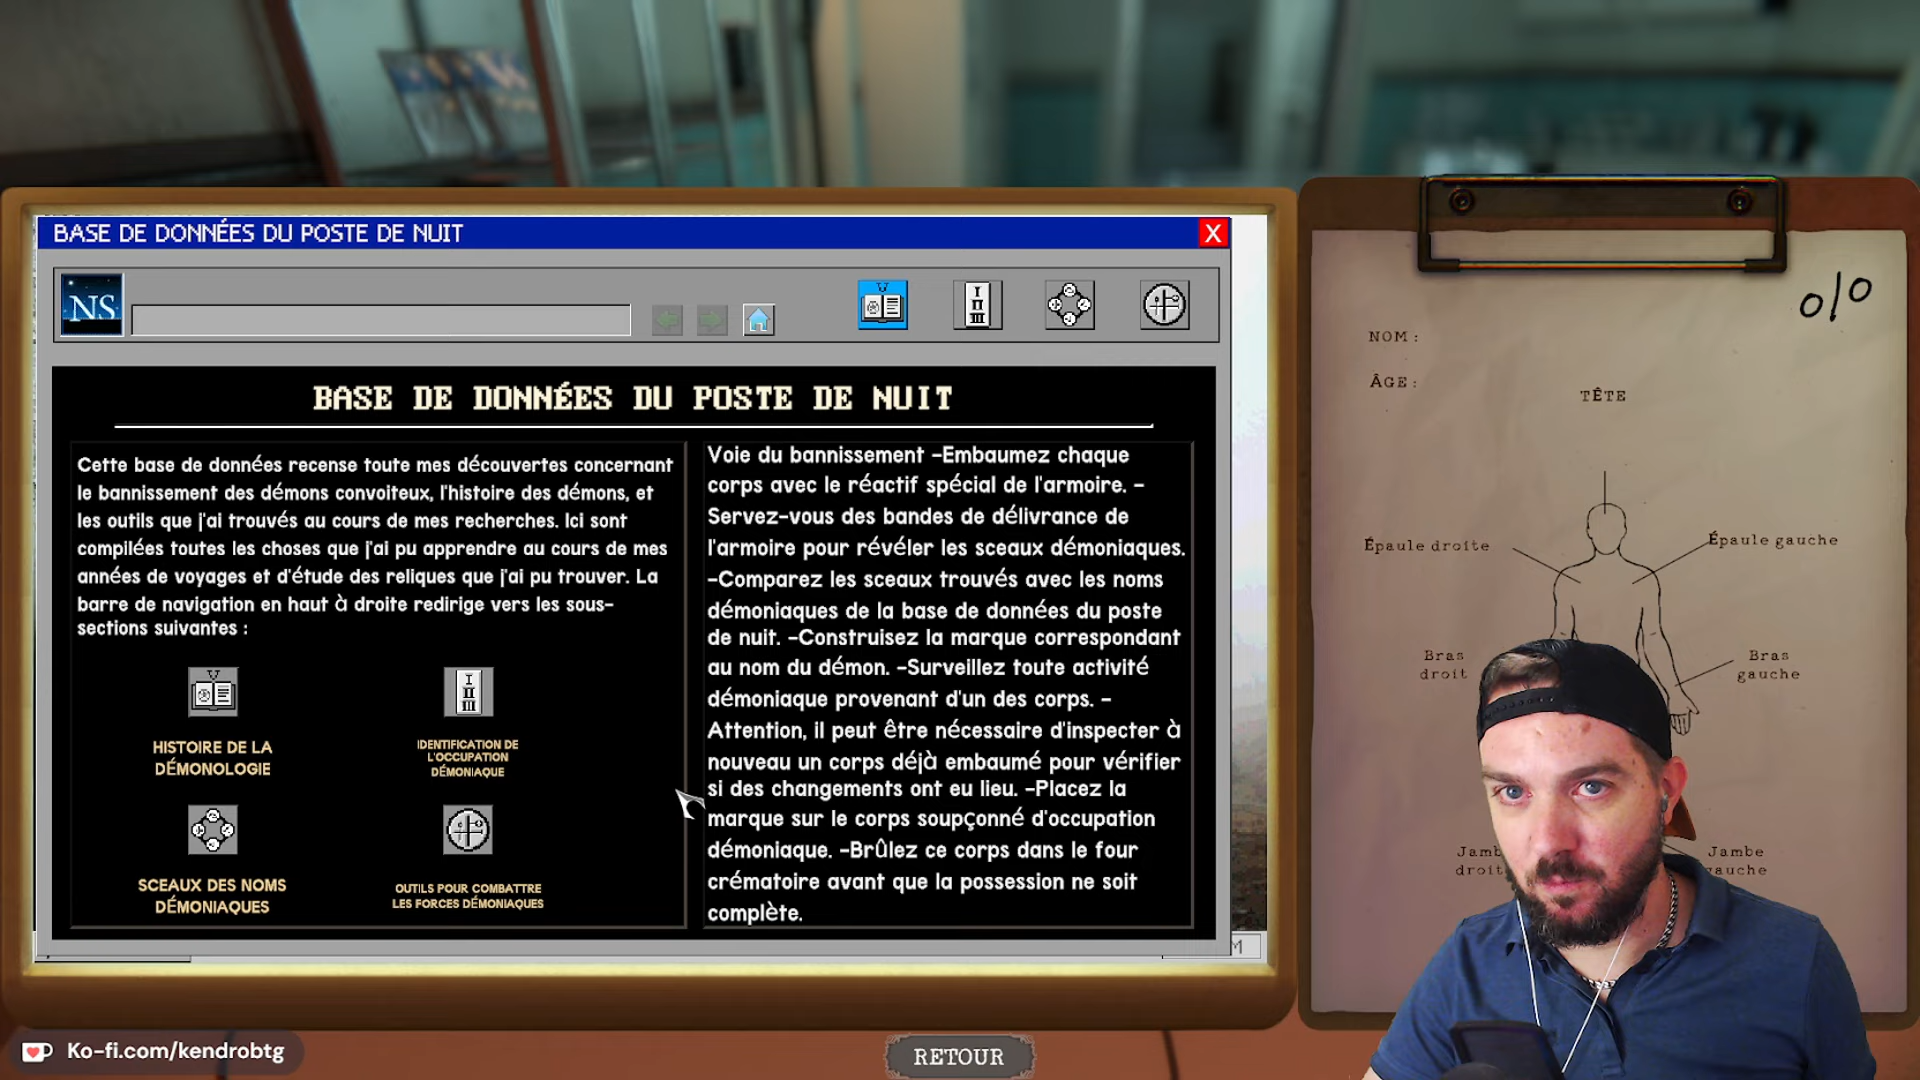 BASE DE DONNÉES DU POSTE DE NUIT
X
NS
BASE DE DONNÉES DU POSTE DE NUIT
Cette base de données recense toute mes découvertes concernant
le bannissement des démons convoiteux, l'histoire des démons, et
les outils que j'ai trouvés au cours de mes recherches. Ici sont
compilées toutes les choses que j'ai pu apprendre au cours de mes
années de voyages et d'étude des reliques que j'ai pu trouver. La
barre de navigation en haut à droite redirige vers les sous-
sections suivantes :
HISTOIRE DE LA
DÉMONOLOGIE
IDENTIFICATION DE
L'OCCUPATION
DÉMONIAQUE
SCEAUX DES NOMS
DÉMONIAQUES
OUTILS POUR COMBATTRE
LES FORCES DÉMONIAQUES
Voie du bannissement -Embaumez chaque
corps avec le réactif spécial de l'armoire. -
Servez-vous des bandes de délivrance de
l'armoire pour révéler les sceaux démoniaques.
-Comparez les sceaux trouvés avec les noms
démoniaques de la base de données du poste
de nuit. -Construisez la marque correspondant
au nom du démon. -Surveillez toute activité
démoniaque provenant d'un des corps. -
Attention, il peut être nécessaire d'inspecter à
nouveau un corps déjà embaumé pour vérifier
si des changements ont eu lieu. -Placez la
marque sur le corps soupçonné d'occupation
démoniaque. -Brûlez ce corps dans le four
crématoire avant que la possession ne soit
complète.
0/0
NOM :
ÂGE :
TÊTE
Épaule droite
Épaule gauche
Bras
droit
Bras
gauche
Jambe
gauche
Ko-fi.com/kendrobtg
RETOUR